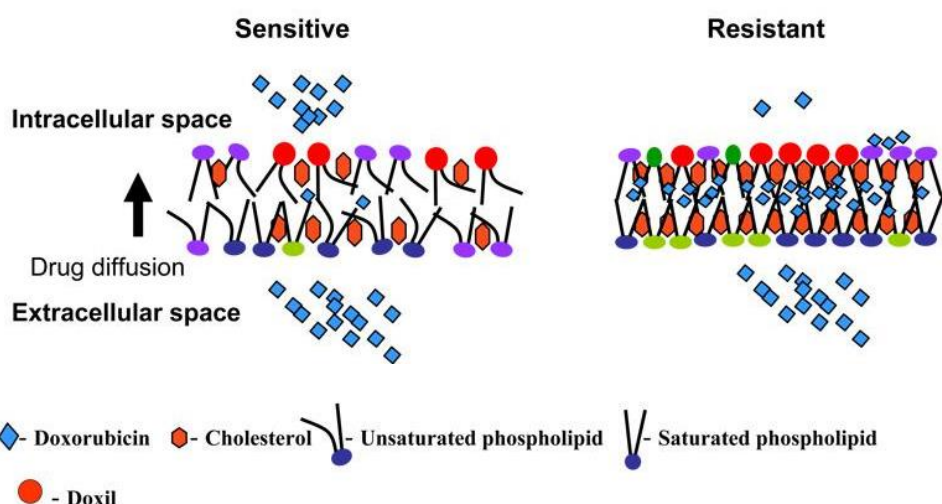 Sensitive
Resistant
Intracellular space
Drug diffusion
Extracellular space
- Doxorubicin
- Cholesterol
- Unsaturated phospholipid
- Saturated phospholipid
- Doxil